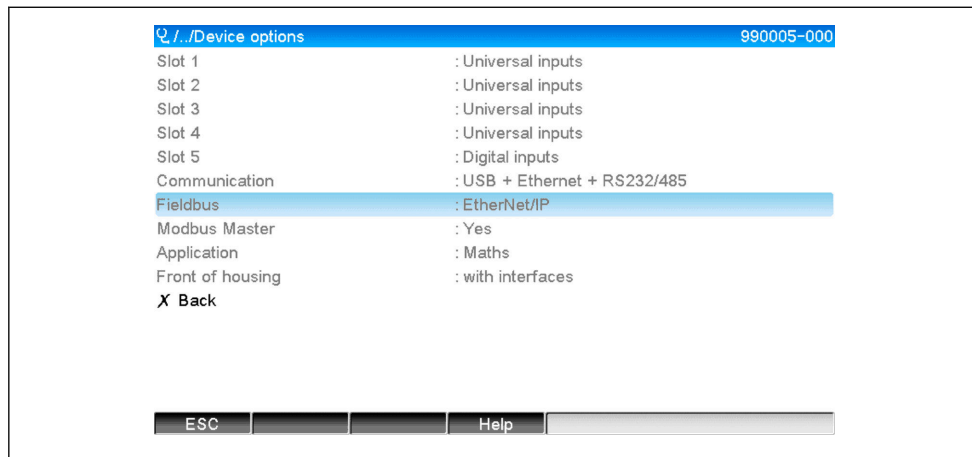 /../Device options 990005-000
Slot 1 : Universal inputs
Slot 2 : Universal inputs
Slot 3 : Universal inputs
Slot 4 : Universal inputs
Slot 5 : Digital inputs
Communication : USB + Ethernet + RS232/485
Fieldbus : EtherNet/IP
Modbus Master : Yes
Application : Maths
Front of housing : with interfaces
X Back
ESC Help